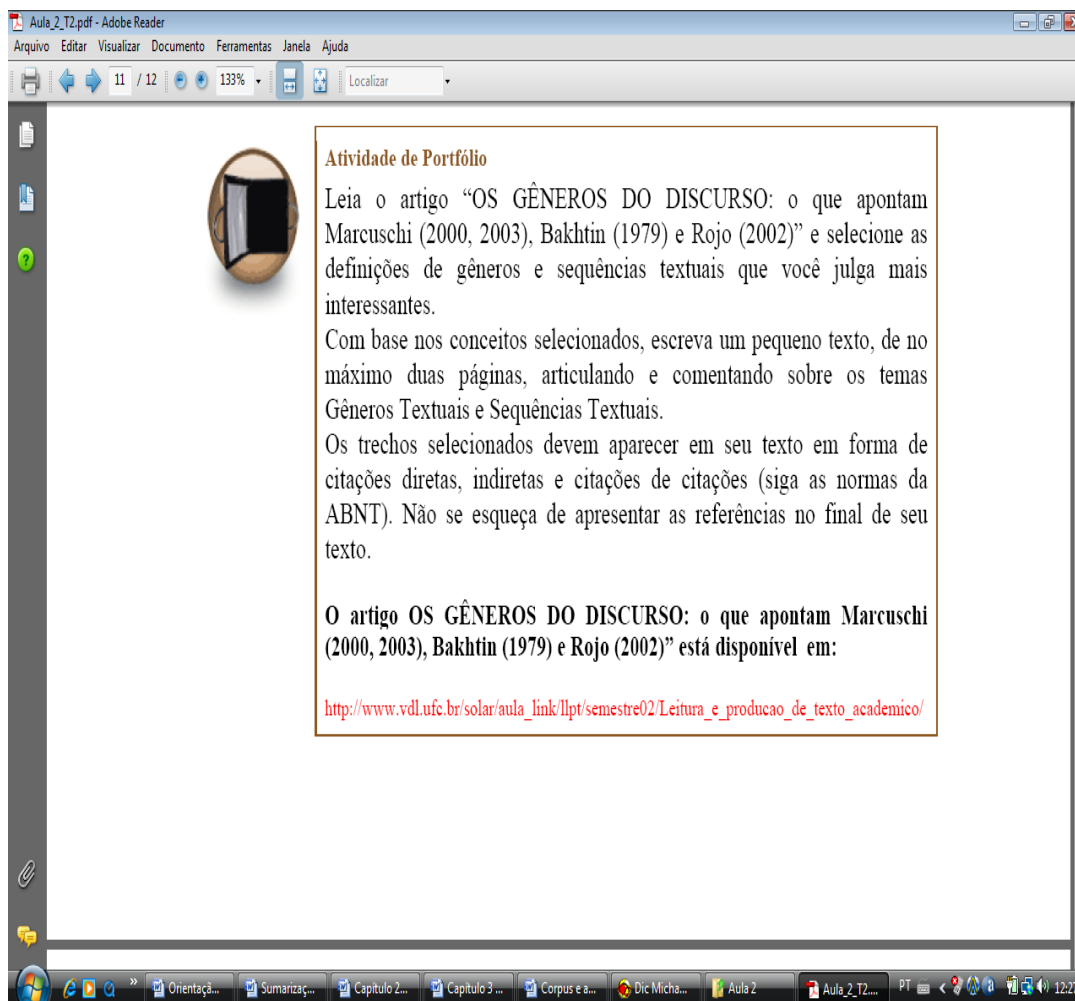 Aula_2_T2.pdf - Adobe Reader
Arquivo Editar Visualizar Documento Ferramentas Janela Ajuda
11 / 12 133% Localizar
Atividade de Portfólio
Leia o artigo “OS GÊNEROS DO DISCURSO: o que apontam
Marcuschi (2000, 2003), Bakhtin (1979) e Rojo (2002)” e selecione as
definições de gêneros e sequências textuais que você julga mais
interessantes.
Com base nos conceitos selecionados, escreva um pequeno texto, de no
máximo duas páginas, articulando e comentando sobre os temas
Gêneros Textuais e Sequências Textuais.
Os trechos selecionados devem aparecer em seu texto em forma de
citações diretas, indiretas e citações de citações (siga as normas da
ABNT). Não se esqueça de apresentar as referências no final de seu
texto.
O artigo OS GÊNEROS DO DISCURSO: o que apontam Marcuschi
(2000, 2003), Bakhtin (1979) e Rojo (2002)” está disponível em:
http://www.vdl.ufc.br/solar/aula_link/llpt/semestre02/Leitura_e_producao_de_texto_academico/
» Orientaçã... Sumarizaç... Capitulo 2... Capitulo 3 ... Corpus e a... Dic Micha... Aula 2 Aula_2_T2.... PT 12:27